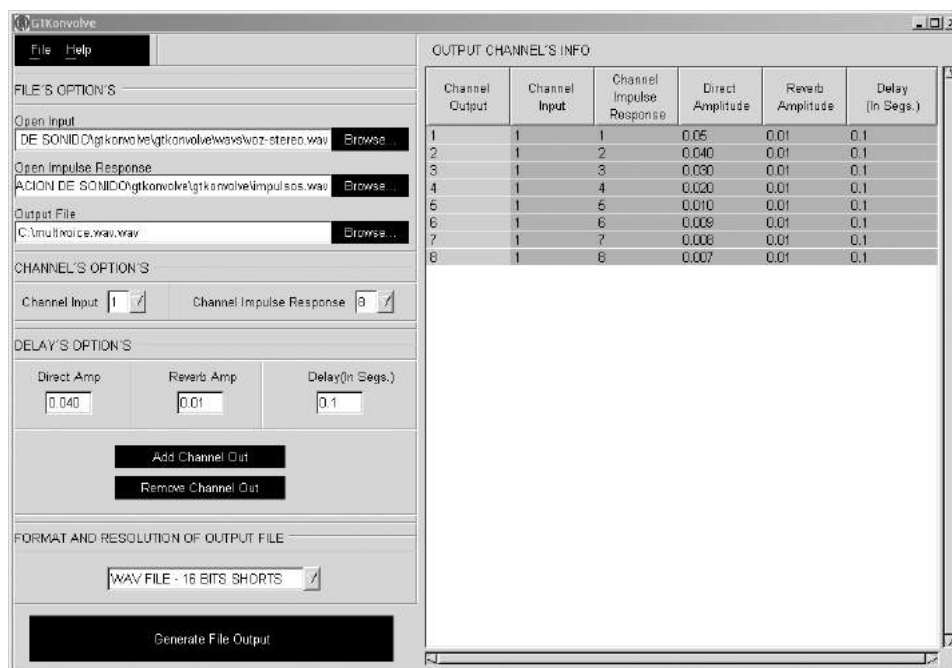 GTKonvolve
File Help
FILE´S OPTION´S
Open Input
DE SONIDO\gtkonvolve\gtkonvolve\wavs\voz-stereo.wav Browse...
Open Impulse Response
ACION DE SONIDO\gtkonvolve\gtkonvolve\impulsos.wav Browse...
Output File
C:\multivoice.wav.wav Browse...
CHANNEL´S OPTION´S
Channel Input 1 Channel Impulse Response 8
DELAY´S OPTION´S
Direct Amp Reverb Amp Delay(In Segs.)
0.040 0.01 0.1
Add Channel Out
Remove Channel Out
FORMAT AND RESOLUTION OF OUTPUT FILE
WAV FILE - 16 BITS SHORTS
Generate File Output
OUTPUT CHANNEL´S INFO
Channel Output Channel Input Channel Impulse Response Direct Amplitude Reverb Amplitude Delay (In Segs.)
1 1 1 0.05 0.01 0.1
2 1 2 0.040 0.01 0.1
3 1 3 0.030 0.01 0.1
4 1 4 0.020 0.01 0.1
5 1 5 0.010 0.01 0.1
6 1 6 0.009 0.01 0.1
7 1 7 0.008 0.01 0.1
8 1 8 0.007 0.01 0.1